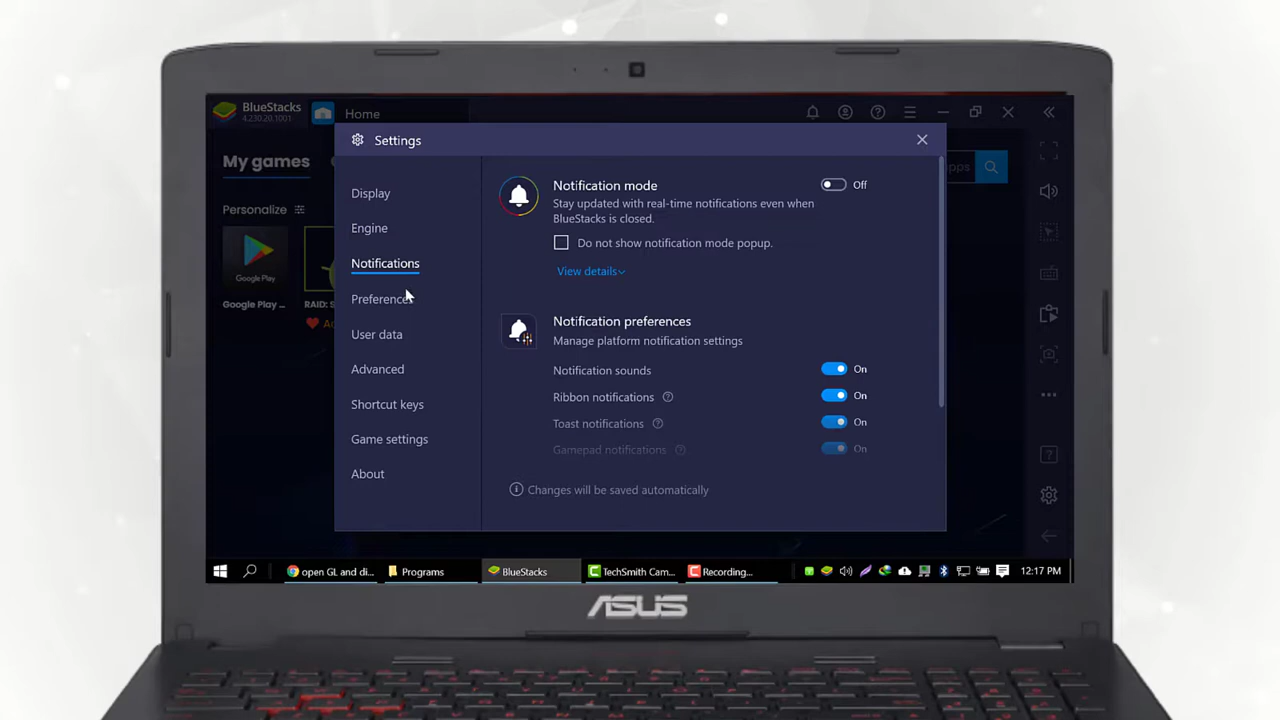 BlueStacks
4.230.20.1001
Home
Settings
My games
Personalize
Google Play
Google Play ...
RAID: S
Display
Engine
Notifications
Preferences
User data
Advanced
Shortcut keys
Game settings
About
Notification mode
Off
Stay updated with real-time notifications even when
BlueStacks is closed.
Do not show notification mode popup.
View details
Notification preferences
Manage platform notification settings
Notification sounds
On
Ribbon notifications
On
Toast notifications
On
Gamepad notifications
On
Changes will be saved automatically
pps
open GL and di...
Programs
BlueStacks
TechSmith Cam...
Recording...
12:17 PM
ASUS